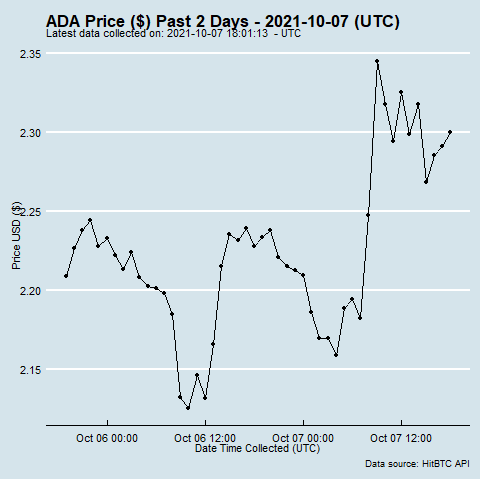 ADA Price ($) Past 2 Days - 2021-10-07 (UTC)
Latest data collected on: 2021-10-07 18:01:13 - UTC
2.35
2.30
2.25
2.20
2.15
Price USD ($)
Oct 06 00:00
Oct 06 12:00
Oct 07 00:00
Oct 07 12:00
Date Time Collected (UTC)
Data source: HitBTC API